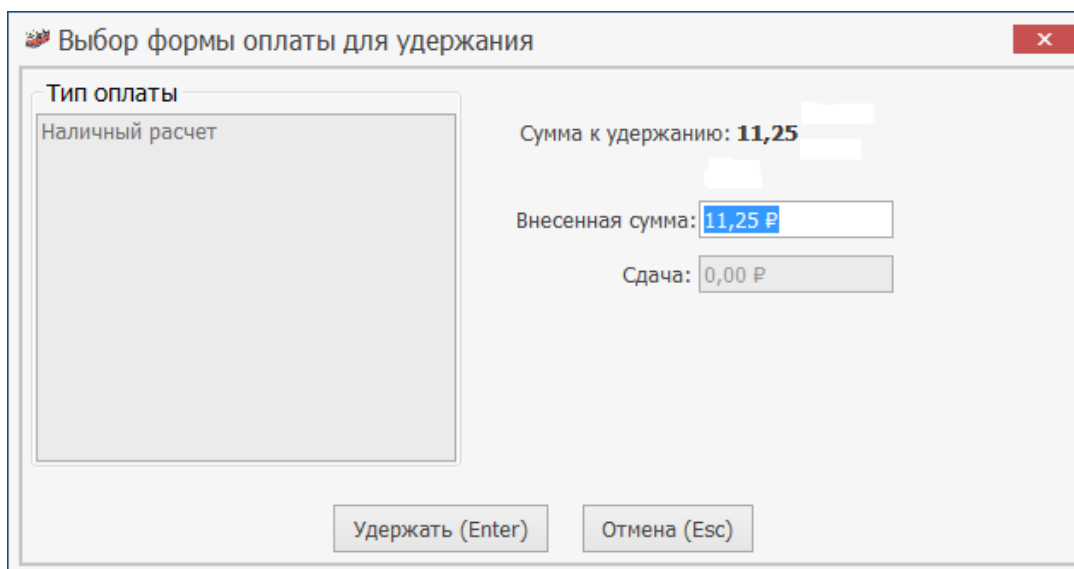 Выбор формы оплаты для удержания
Тип оплаты
Наличный расчет
Сумма к удержанию: 11,25
Внесенная сумма: 11,25 ₽
Сдача: 0,00 ₽
Удержать (Enter)
Отмена (Esc)